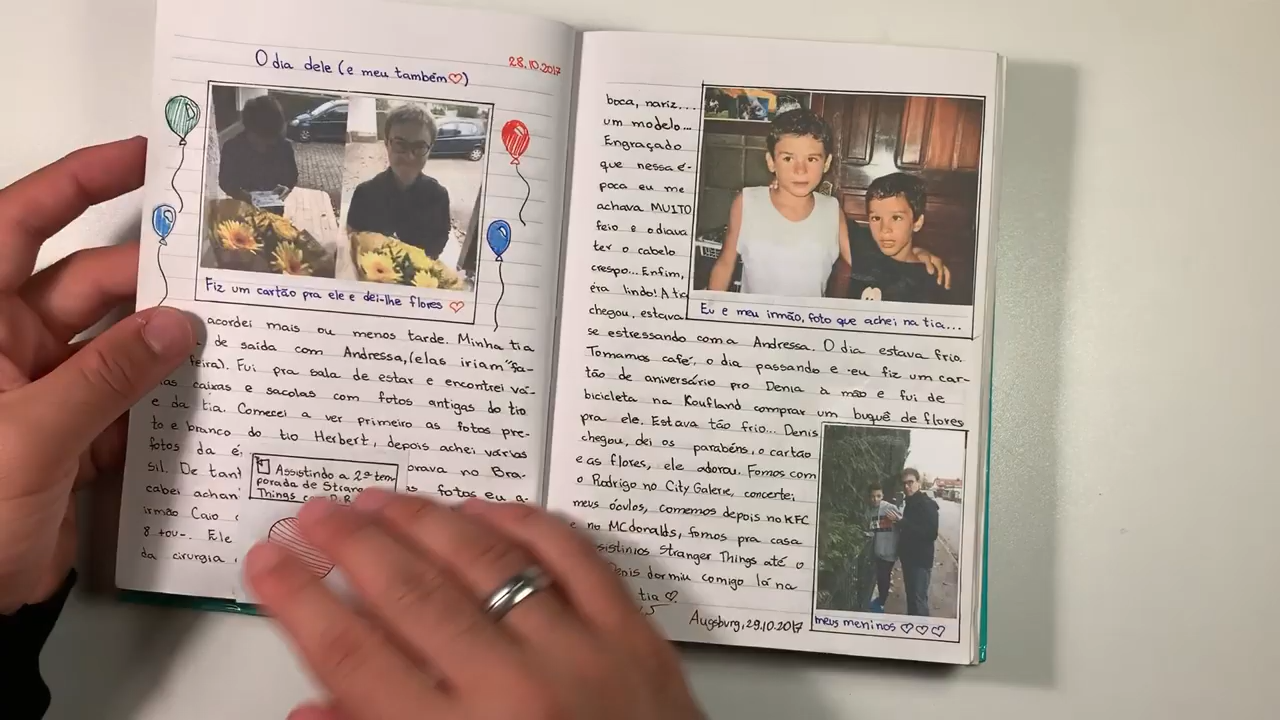 O dia dele (e meu também♡)
28.10.2017
Fiz um cartão pra ele e dei-lhe flores ♡
acordei mais ou menos tarde. Minha tia
de saída com Andressa, (elas iriam "fa-
feira). Fui pra sala de estar e encontrei vá-
ias caixas e sacolas com fotos antigas do tio
e da tia. Comecei a ver primeiro as fotos pre-
to e branco do tio Herbert, depois achei várias
fotos da é
orava no Bra-
sil. De tant
fotos eu a-
cabei achan
irmão Caio
8 Ele
da cirurgia
Assistindo a 2ª tem
porada de Stran
Things co
boca, nariz....
um modelo...
Engraçado
que nessa é-
poca eu me
achava MUITO
feio e odiava
ter o cabelo
crespo... Enfim,
era lindo! A tia
chegou, estava
Eu e meu irmão, foto que achei na tia...
se estressando com a Andressa. O dia estava frio.
Tomamos café, o dia passando e eu fiz um car-
tão de aniversário pro Denia à mão e fui de
bicicleta na Koufland comprar um buquê de flores
pra ele. Estava tão frio... Denis
chegou, dei os parabéns, o cartão
e as flores, ele adorou. Fomos com
o Rodrigo no City Galerie, concertei
meus óculos, comemos depois no KFC
e no MCdonalds, fomos pra casa
ssistimos Stranger Things até o
Denis dormiu comigo lá na
tia ♡.
Augsburg, 29.10.2017
meus meninos ♡♡♡